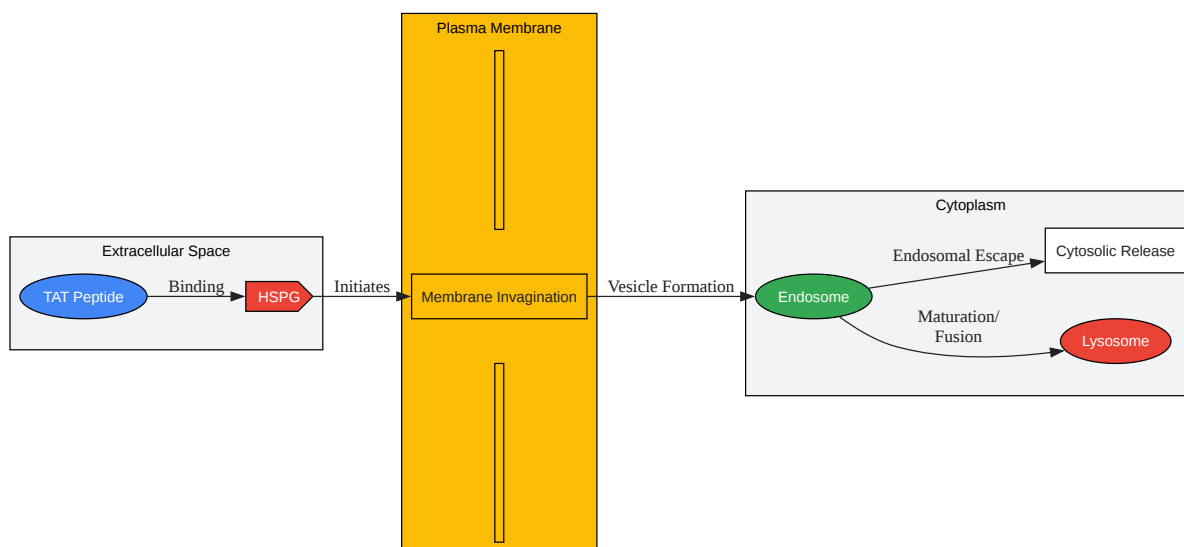 Plasma Membrane
Extracellular Space
TAT Peptide
Binding
HSPG
Initiates
Membrane Invagination
Vesicle Formation
Cytoplasm
Endosome
Endosomal Escape
Cytosolic Release
Maturation/
Fusion
Lysosome